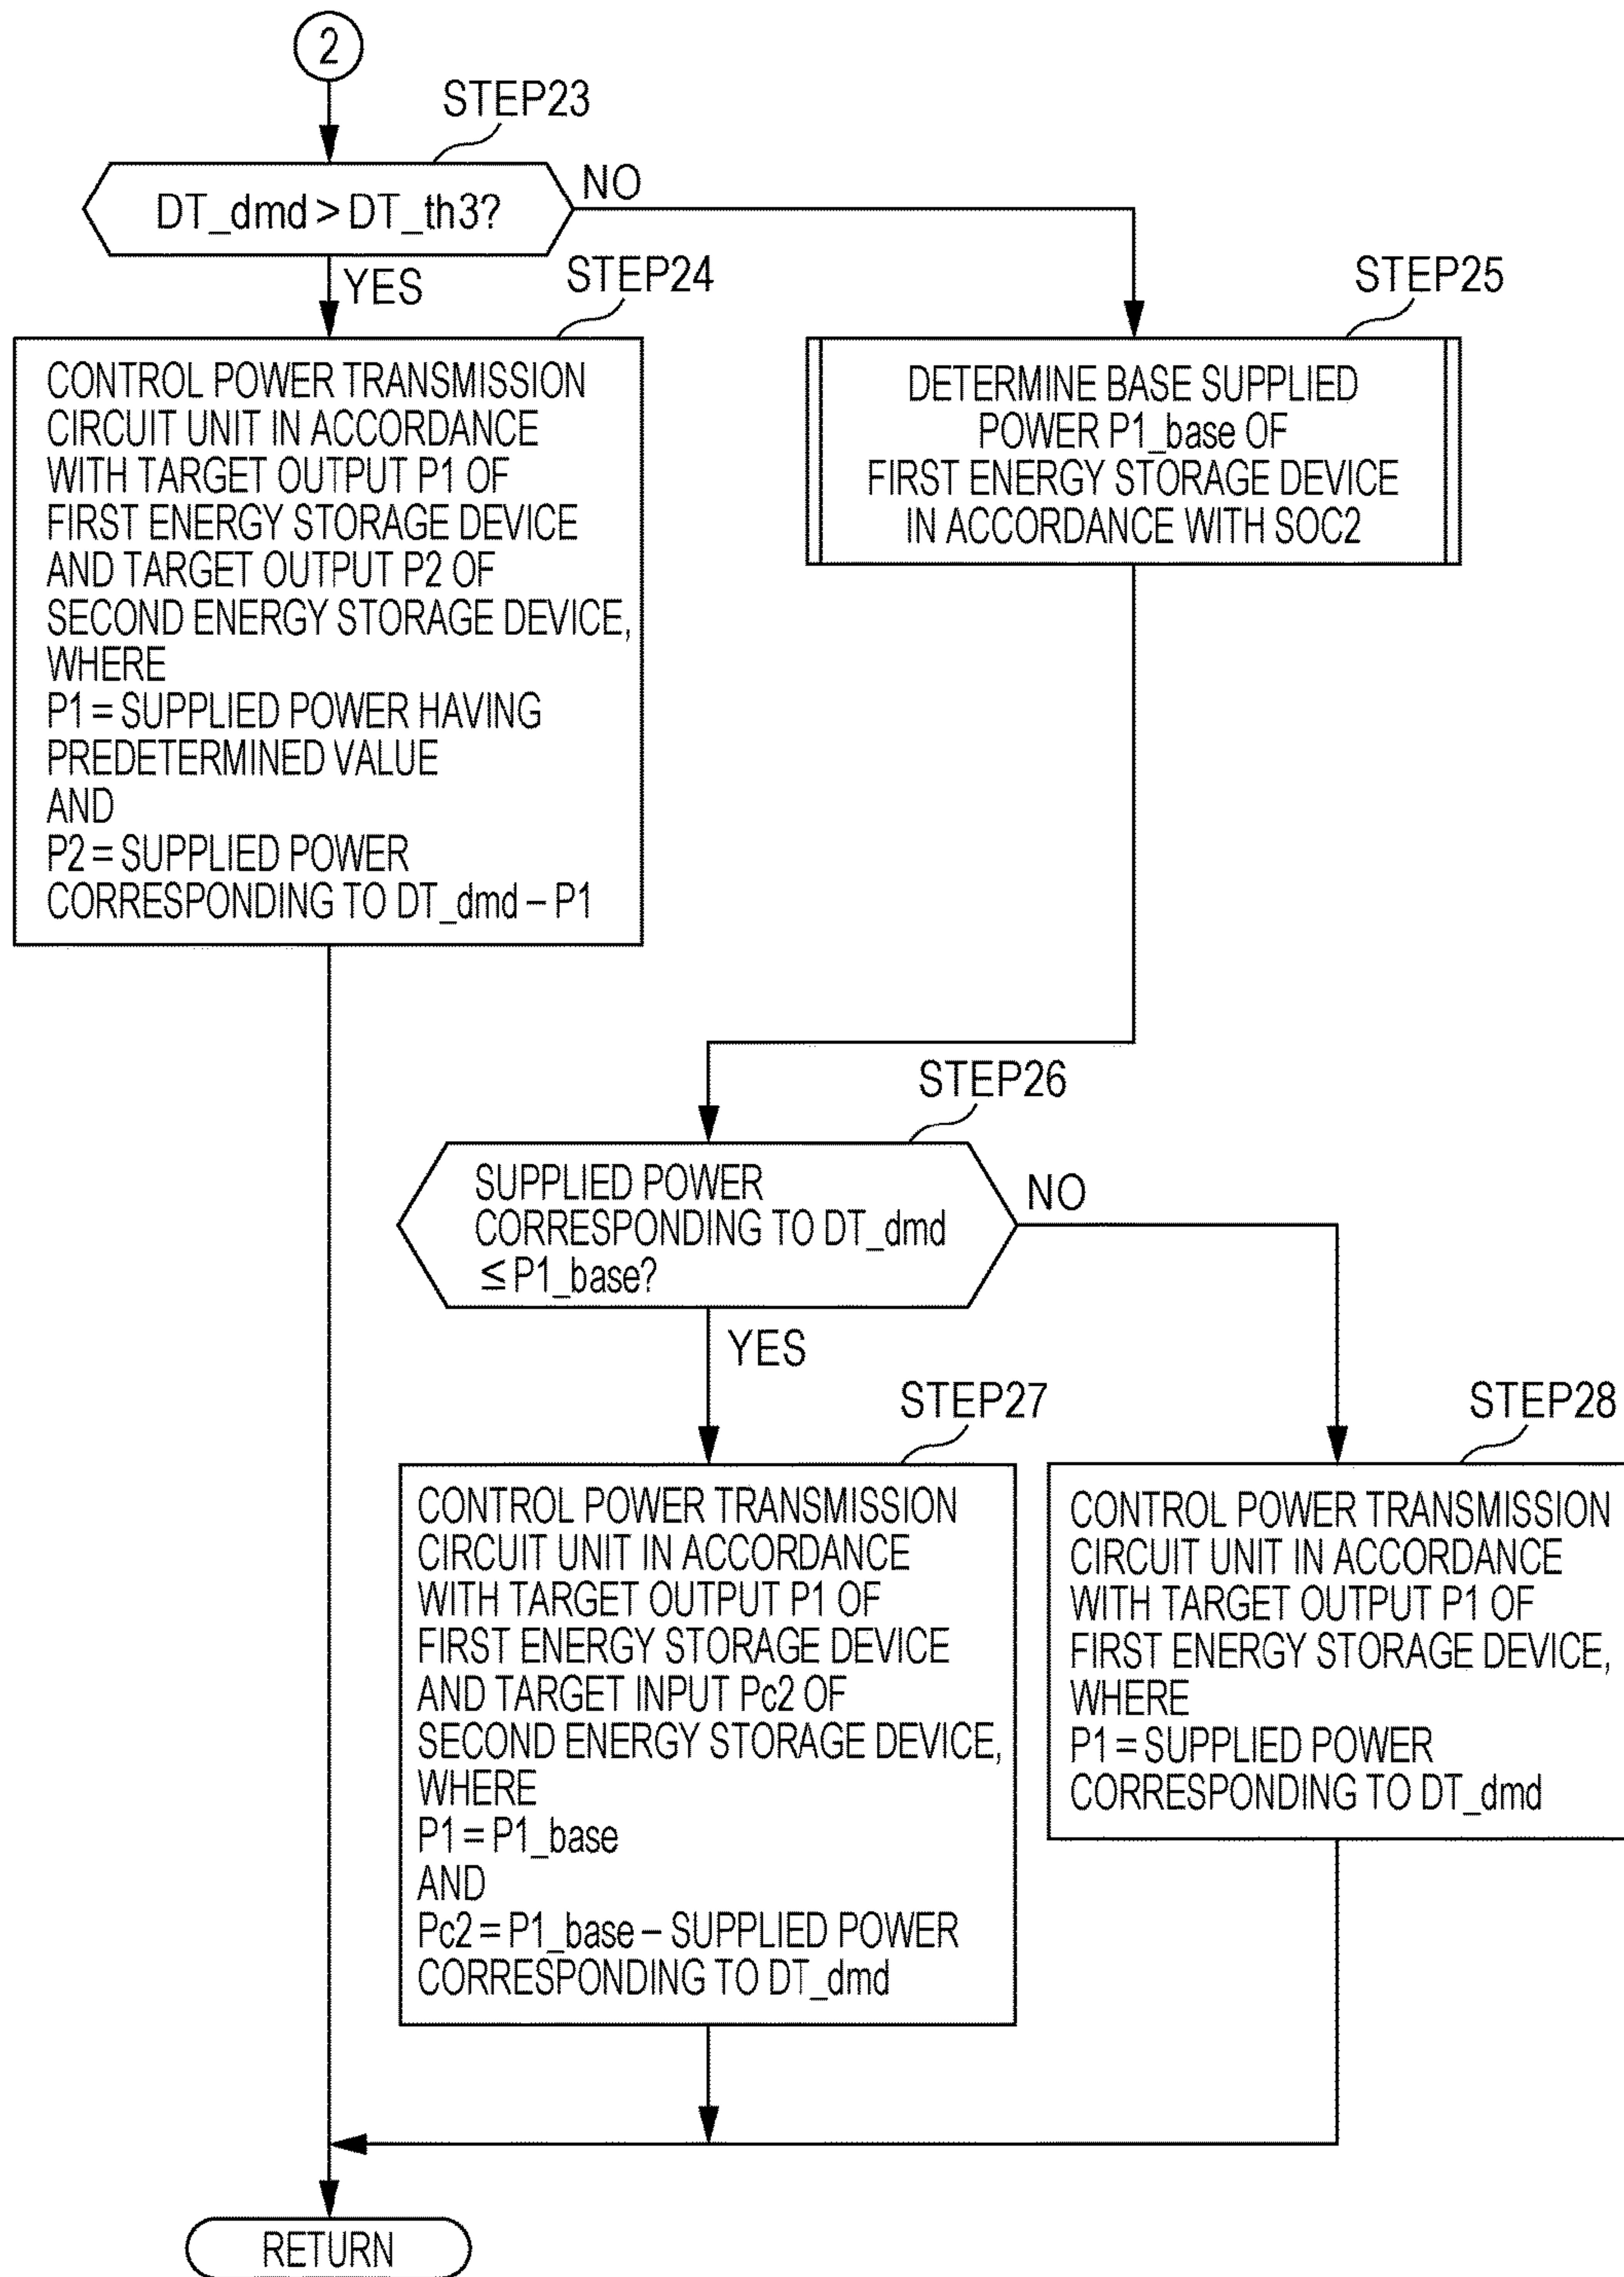 2
STEP23
DT_dmd > DT_th3?
NO
YES
STEP24
CONTROL POWER TRANSMISSION
CIRCUIT UNIT IN ACCORDANCE
WITH TARGET OUTPUT P1 OF
FIRST ENERGY STORAGE DEVICE
AND TARGET OUTPUT P2 OF
SECOND ENERGY STORAGE DEVICE,
WHERE
P1 = SUPPLIED POWER HAVING
PREDETERMINED VALUE
AND
P2 = SUPPLIED POWER
CORRESPONDING TO DT_dmd – P1
STEP25
DETERMINE BASE SUPPLIED
POWER P1_base OF
FIRST ENERGY STORAGE DEVICE
IN ACCORDANCE WITH SOC2
STEP26
SUPPLIED POWER
CORRESPONDING TO DT_dmd
≤ P1_base?
NO
YES
STEP27
CONTROL POWER TRANSMISSION
CIRCUIT UNIT IN ACCORDANCE
WITH TARGET OUTPUT P1 OF
FIRST ENERGY STORAGE DEVICE
AND TARGET INPUT Pc2 OF
SECOND ENERGY STORAGE DEVICE,
WHERE
P1 = P1_base
AND
Pc2 = P1_base – SUPPLIED POWER
CORRESPONDING TO DT_dmd
STEP28
CONTROL POWER TRANSMISSION
CIRCUIT UNIT IN ACCORDANCE
WITH TARGET OUTPUT P1 OF
FIRST ENERGY STORAGE DEVICE,
WHERE
P1 = SUPPLIED POWER
CORRESPONDING TO DT_dmd
RETURN